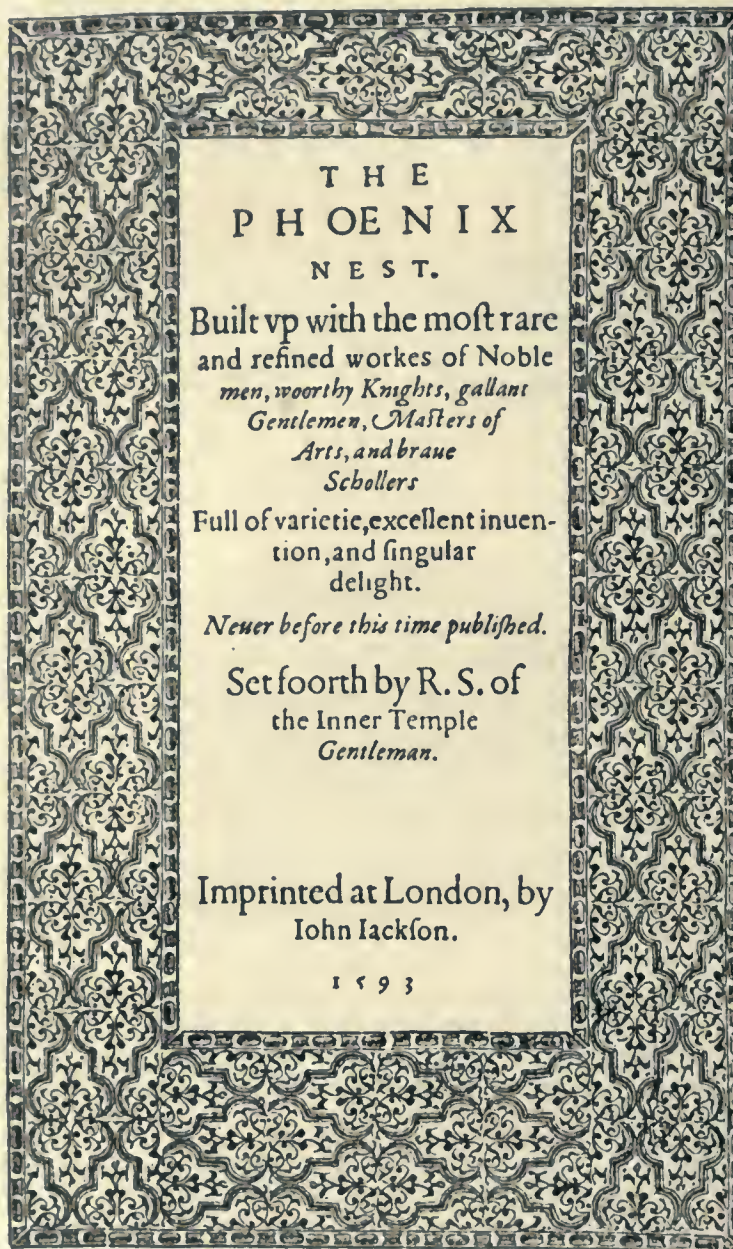 THE
PHOENIX
NEST.
Built vp with the moſt rare
and refined workes of Noble
men, woorthy Knights, gallant
Gentlemen, Maſters of
Arts, and braue
Schollers
Full of varietie, excellent inuen-
tion, and ſingular
delight.
Neuer before this time publiſhed.
Set foorth by R. S. of
the Inner Temple
Gentleman.
Imprinted at London, by
Iohn Iackſon.
1593